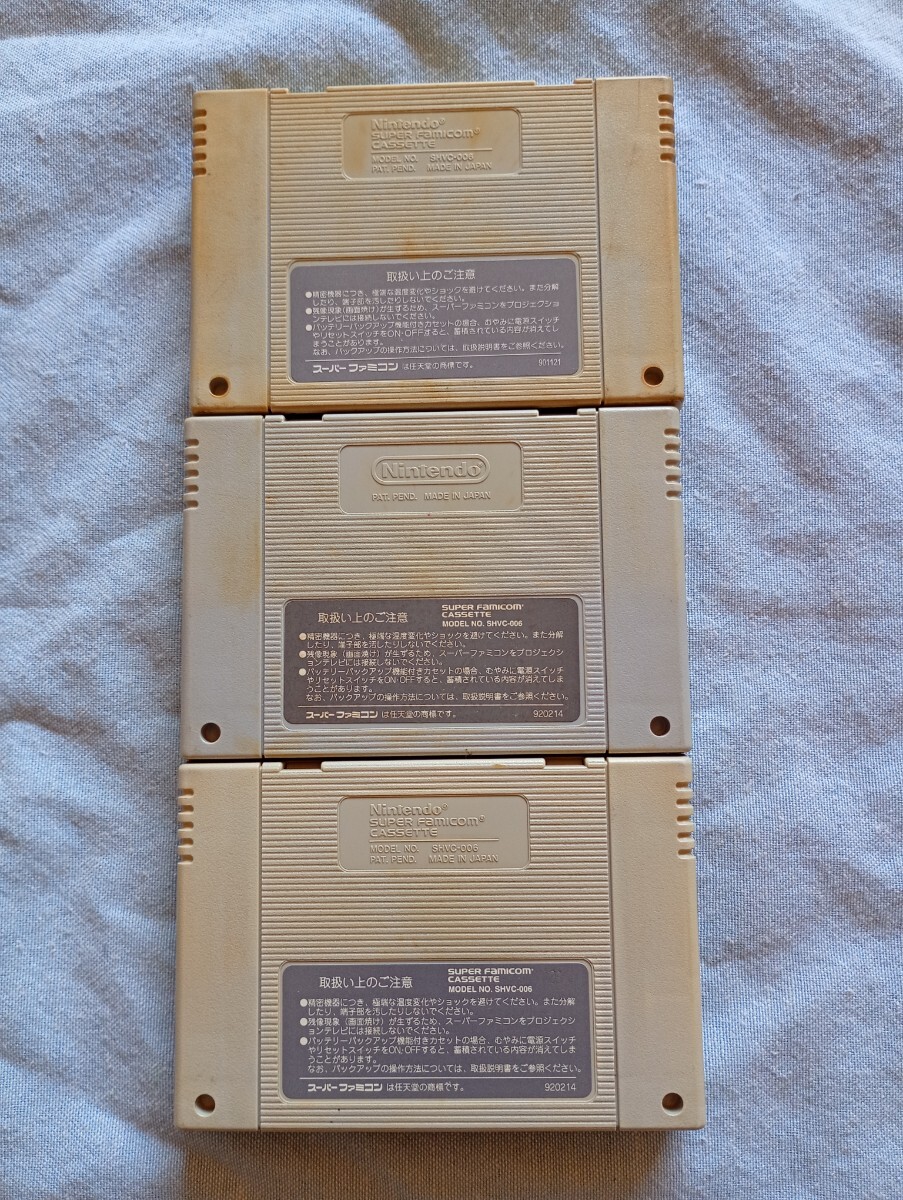 Nintendo®
SUPER Famicom®
CASSETTE
MODEL NO. SHVC-006
PAT. PEND. MADE IN JAPAN
取扱い上のご注意
●精密機器につき、極端な温度変化やショックを避けてください。また分解
したり、端子部を汚したりしないでください。
●残像現象(画面焼け)が生ずるため、スーパーファミコンをプロジェクショ
ンテレビには接続しないでください。
●バッテリーバックアップ機能付きカセットの場合、むやみに電源スイッチ
やリセットスイッチをON・OFFすると、蓄積されている内容が消えてし
まうことがあります。
なお、バックアップの操作方法については、取扱説明書をご参照ください。
スーパーファミコンは任天堂の商標です。 901121
Nintendo®
PAT. PEND. MADE IN JAPAN
取扱い上のご注意
SUPER Famicom®
CASSETTE
MODEL NO. SHVC-006
●精密機器につき、極端な温度変化やショックを避けてください。また分解
したり、端子部を汚したりしないでください。
●残像現象(画面焼け)が生ずるため、スーパーファミコンをプロジェクシ
ョンテレビには接続しないでください。
●バッテリーバックアップ機能付きカセットの場合、むやみに電源スイッチ
やリセットスイッチをON・OFFすると、蓄積されている内容が消えてしま
うことがあります。
なお、バックアップの操作方法については、取扱説明書をご参照ください。
スーパーファミコンは任天堂の商標です。 920214
Nintendo®
SUPER Famicom®
CASSETTE
MODEL NO. SHVC-006
PAT. PEND. MADE IN JAPAN
取扱い上のご注意
SUPER Famicom®
CASSETTE
MODEL NO. SHVC-006
●精密機器につき、極端な温度変化やショックを避けてください。また分解
したり、端子部を汚したりしないでください。
●残像現象(画面焼け)が生ずるため、スーパーファミコンをプロジェクシ
ョンテレビには接続しないでください。
●バッテリーバックアップ機能付きカセットの場合、むやみに電源スイッチ
やリセットスイッチをON・OFFすると、蓄積されている内容が消えてしま
うことがあります。
なお、バックアップの操作方法については、取扱説明書をご参照ください。
スーパーファミコンは任天堂の商標です。 920214